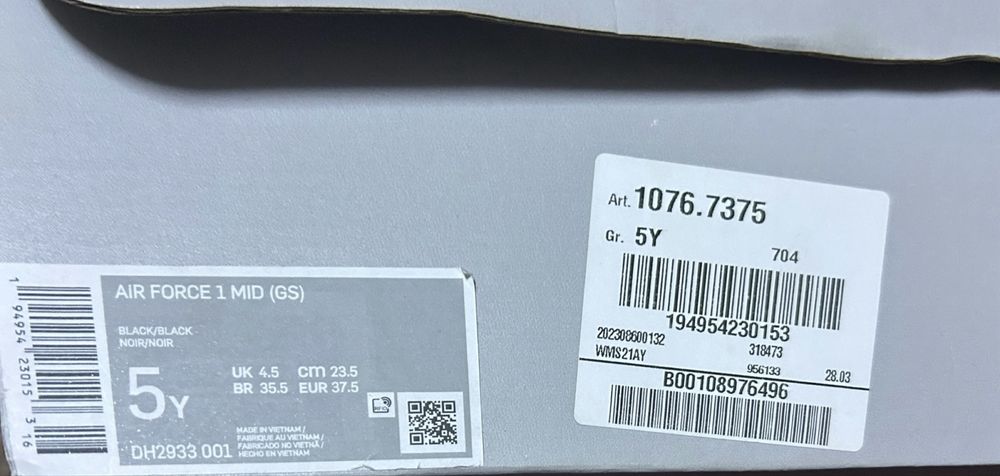 Art. 1076.7375
Gr. 5Y
704
194954230153
202308600132
318473
WMS21AY
956133
28.03
B00108976496
1 94954 23015 3 16
AIR FORCE 1 MID (GS)
BLACK/BLACK
NOIR/NOIR
5Y
UK 4.5 cm 23.5
BR 35.5 EUR 37.5
DH2933 001
MADE IN VIETNAM /
FABRIQUE AU VIETNAM /
FABRICADO NO VIETNÃ /
HECHO EN VIETNAM